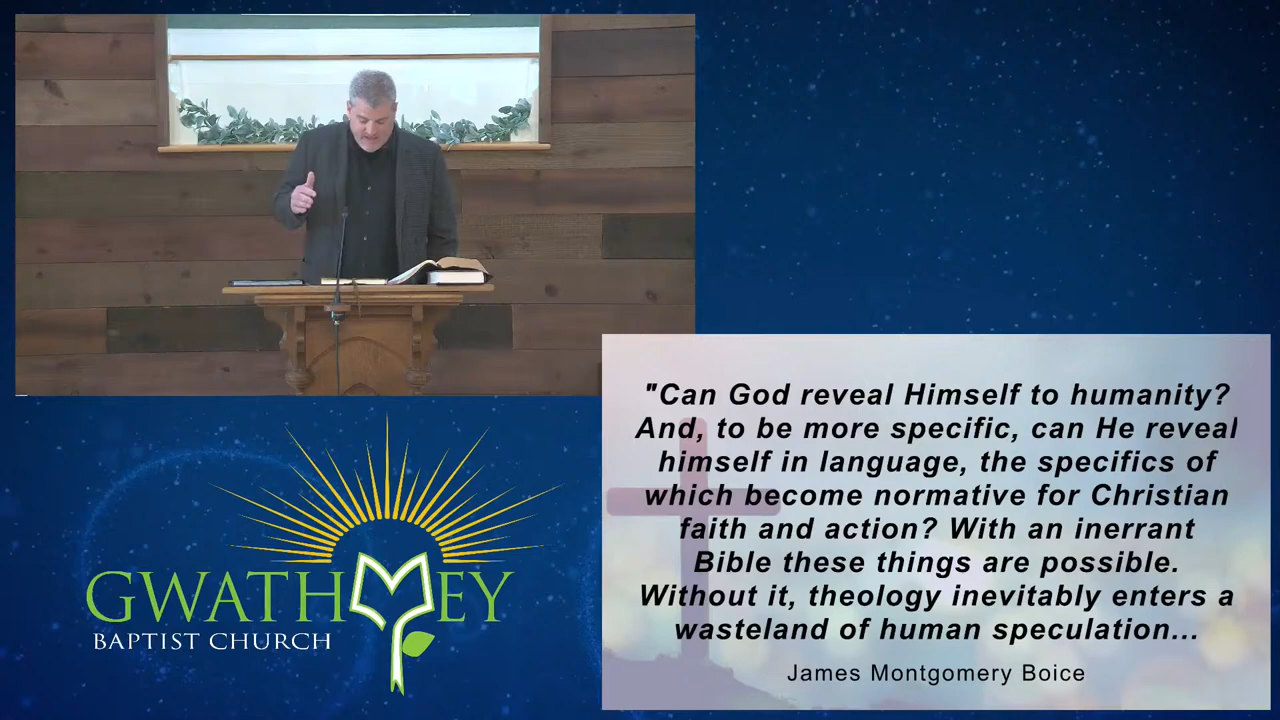 "Can God reveal Himself to humanity?
And, to be more specific, can He reveal
himself in language, the specifics of
which become normative for Christian
faith and action? With an inerrant
Bible these things are possible.
Without it, theology inevitably enters a
wasteland of human speculation...
James Montgomery Boice
GWATHMEY
BAPTIST CHURCH